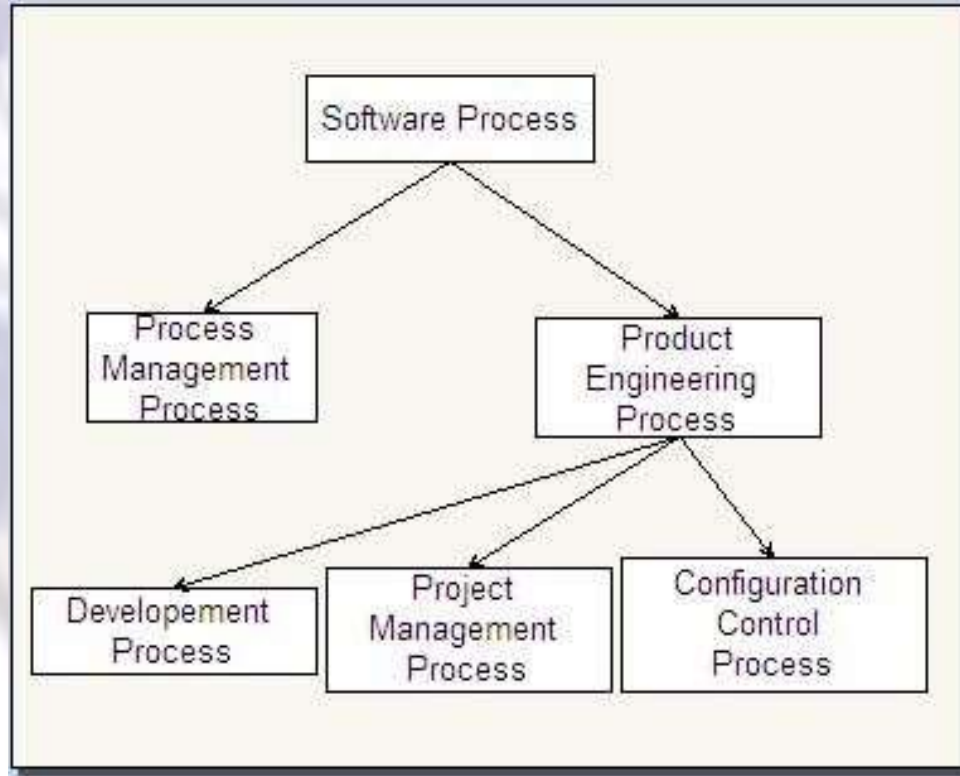 Software Process
Process
Management
Process
Product
Engineering
Process
Developement
Process
Project
Management
Process
Configuration
Control
Process